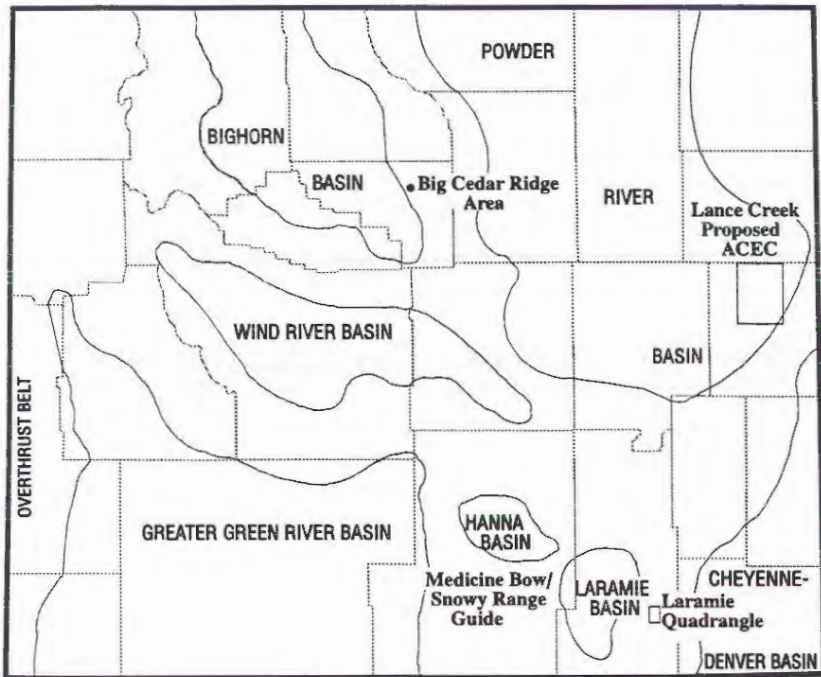 POWDER
BIGHORN
BASIN
Big Cedar Ridge
Area
RIVER
Lance Creek
Proposed
ACEC
WIND RIVER BASIN
BASIN
OVERTHRUST BELT
GREATER GREEN RIVER BASIN
HANNA
BASIN
Medicine Bow/
Snowy Range
Guide
LARAMIE
BASIN
Laramie
Quadrangle
CHEYENNE-
DENVER BASIN